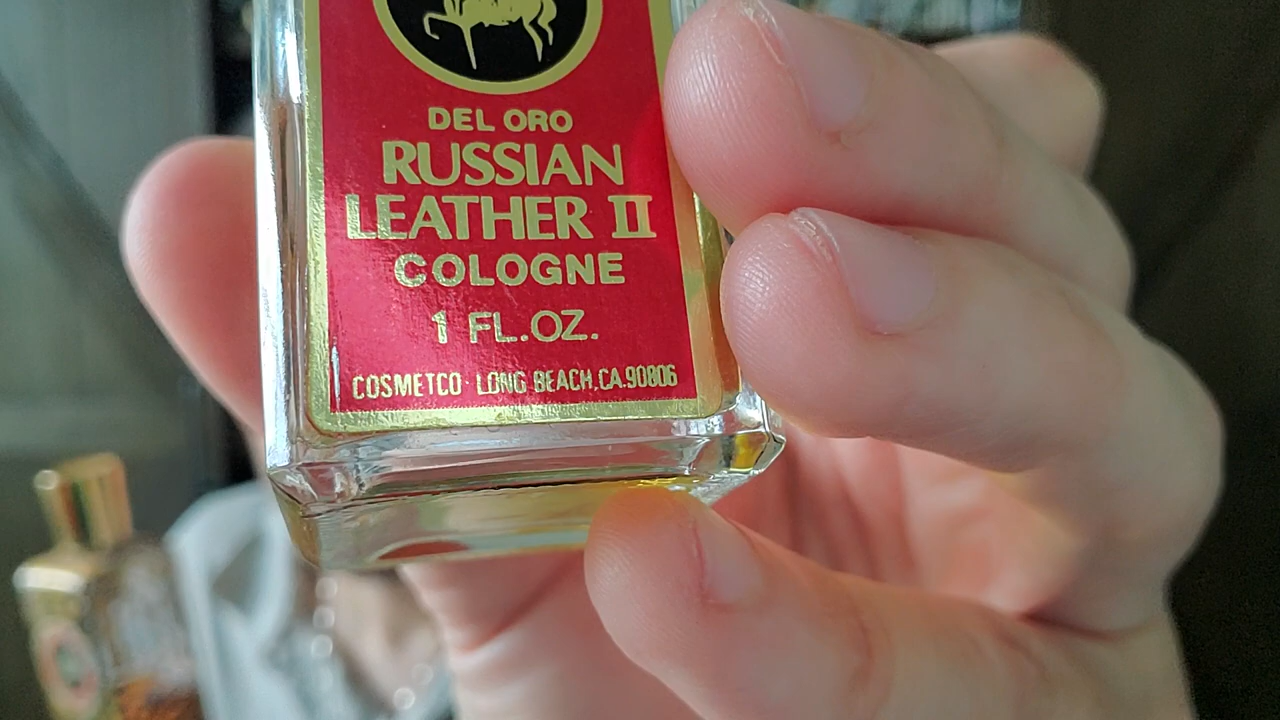 DEL ORO
RUSSIAN
LEATHER II
COLOGNE
1 FL.OZ.
COSMETCO · LONG BEACH, CA. 90806